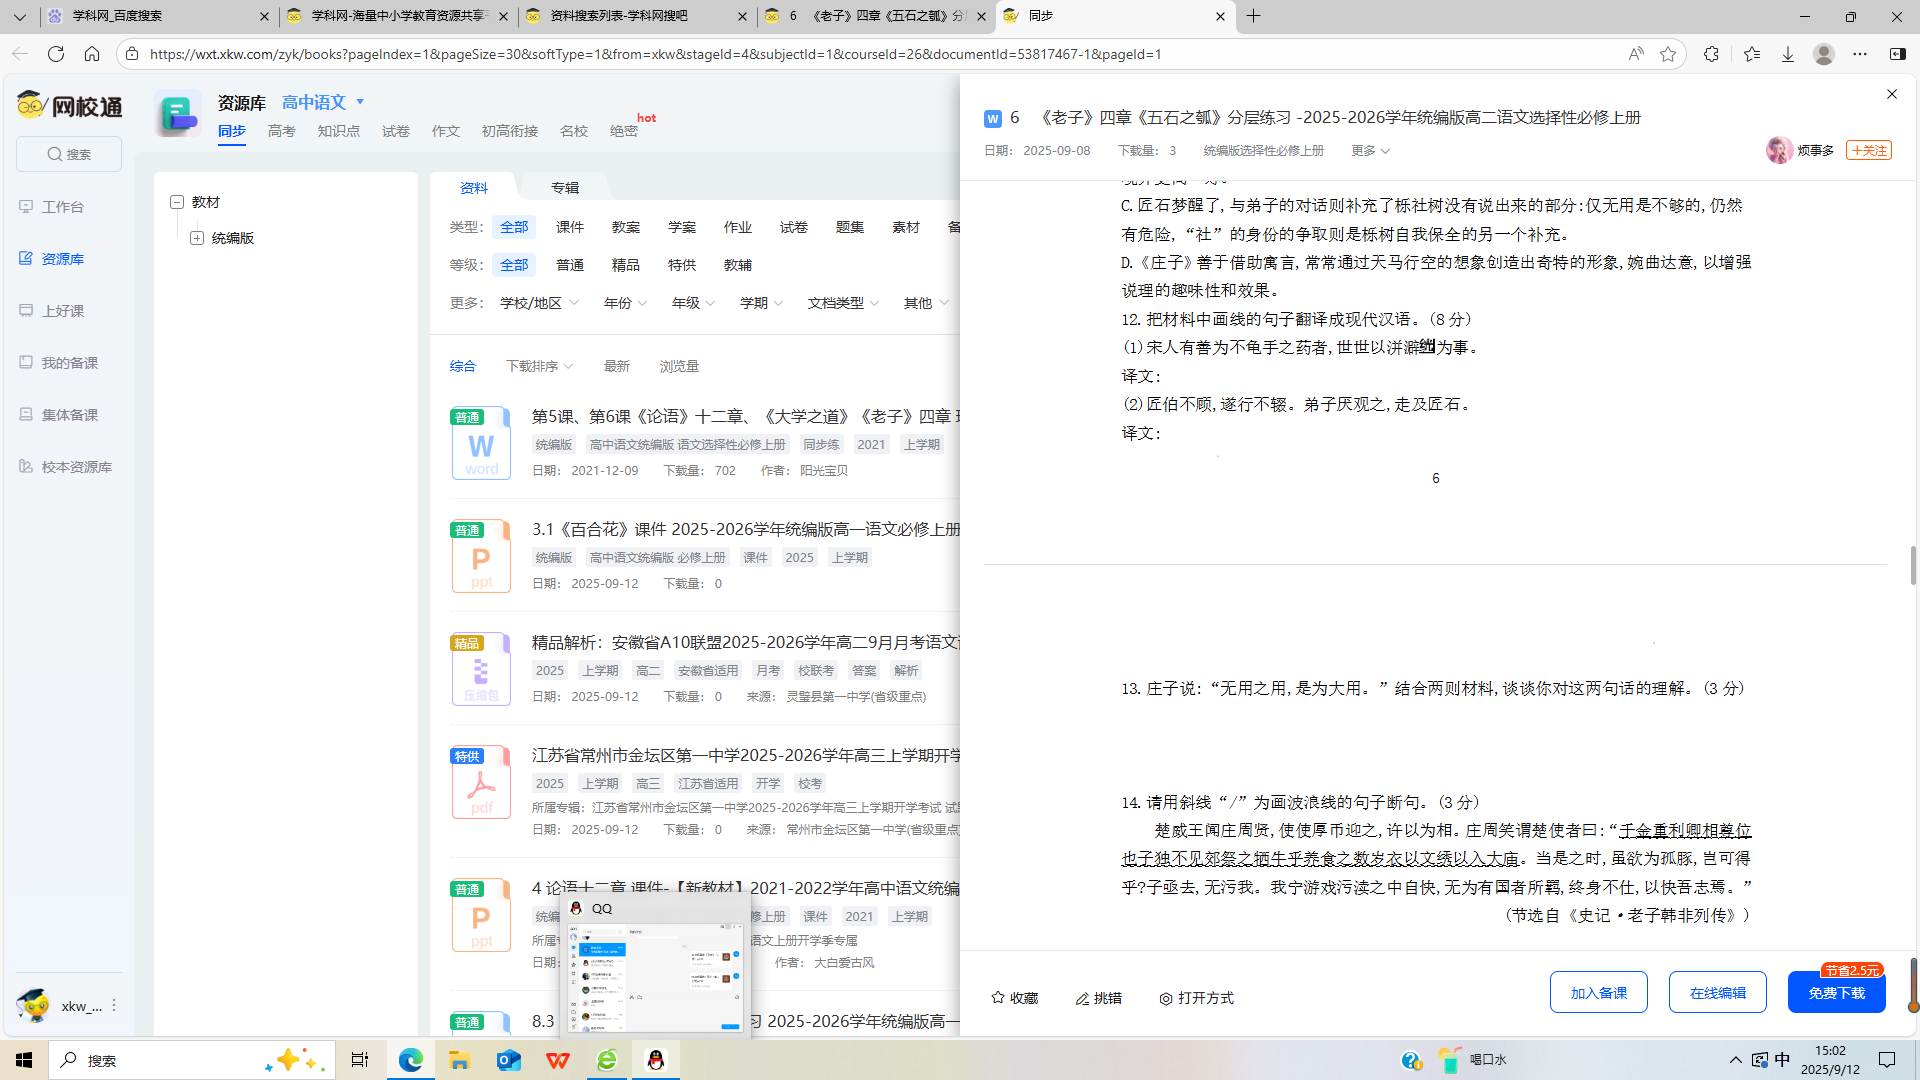 学科网_百度搜索
学科网-海量中小学教育资源共享
资料搜索列表-学科网搜吧
6 《老子》四章《五石之瓠》分
同步
https://wxt.xkw.com/zyk/books?pageIndex=1&pageSize=30&softType=1&from=xkw&stageId=4&subjectId=1&courseId=26&documentId=53817467-1&pageId=1
网校通
搜索
工作台
资源库
上好课
我的备课
集体备课
校本资源库
xkw_...
资源库 高中语文
同步 高考 知识点 试卷 作文 初高衔接 名校 绝密 hot
教材
统编版
资料 专辑
类型： 全部 课件 教案 学案 作业 试卷 题集 素材 备
等级： 全部 普通 精品 特供 教辅
更多： 学校/地区 年份 年级 学期 文档类型 其他
综合 下载排序 最新 浏览量
普通 W word
第5课、第6课《论语》十二章、《大学之道》《老子》四章
统编版 高中语文统编版 语文选择性必修上册 同步练 2021 上学期
日期： 2021-12-09 下载量： 702 作者： 阳光宝贝
普通 P ppt
3.1《百合花》课件 2025-2026学年统编版高一语文必修上册
统编版 高中语文统编版 必修上册 课件 2025 上学期
日期： 2025-09-12 下载量： 0
精品 压缩包
精品解析：安徽省A10联盟2025-2026学年高二9月月考语文
2025 上学期 高二 安徽省适用 月考 校联考 答案 解析
日期： 2025-09-12 下载量： 0 来源： 灵璧县第一中学(省级重点)
特供 pdf
江苏省常州市金坛区第一中学2025-2026学年高三上学期开学
2025 上学期 高三 江苏省适用 开学 校考
所属专辑：江苏省常州市金坛区第一中学2025-2026学年高三上学期开学考试 试
日期： 2025-09-12 下载量： 0 来源： 常州市金坛区第一中学(省级重点)
普通 P ppt
4 论语十二章 课件-【新教材】2021-2022学年高中语文统编
统编 修上册 课件 2021 上学期
所属 语文上册开学季专属
日期： 作者： 大白爱古风
普通
8.3 习 2025-2026学年统编版高一
QQ
W 6 《老子》四章《五石之瓠》分层练习 -2025-2026学年统编版高二语文选择性必修上册
日期： 2025-09-08 下载量： 3 统编版选择性必修上册 更多
烦事多 +关注
C.匠石梦醒了,与弟子的对话则补充了栎社树没有说出来的部分:仅无用是不够的,仍然
有危险,“社”的身份的争取则是栎树自我保全的另一个补充。
D.《庄子》善于借助寓言,常常通过天马行空的想象创造出奇特的形象,婉曲达意,以增强
说理的趣味性和效果。
12.把材料中画线的句子翻译成现代汉语。(8分)
(1)宋人有善为不龟手之药者,世世以洴澼絖为事。
译文:
(2)匠伯不顾,遂行不辍。弟子厌观之,走及匠石。
译文:
6
13.庄子说:“无用之用,是为大用。”结合两则材料,谈谈你对这两句话的理解。(3分)
14.请用斜线“/”为画波浪线的句子断句。(3分)
楚威王闻庄周贤,使使厚币迎之,许以为相。庄周笑谓楚使者曰:“千金重利卿相尊位
也子独不见郊祭之牺牛乎养食之数岁衣以文绣以入大庙。当是之时,虽欲为孤豚,岂可得
乎?子亟去,无污我。我宁游戏污渎之中自快,无为有国者所羁,终身不仕,以快吾志焉。”
(节选自《史记·老子韩非列传》)
收藏 挑错 打开方式
加入备课 在线编辑 免费下载
节省2.5元
搜索
喝口水
中
15:02
2025/9/12